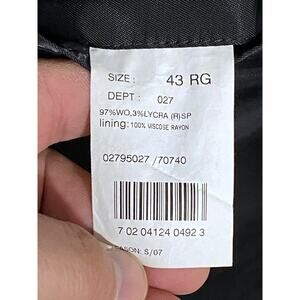 SIZE : 43 RG
DEPT : 027
97%WO,3%LYCRA (R)SP
lining: 100% VISCOSE RAYON
02795027 /70740
7 02 04124 0492 3
SEASON: S/07